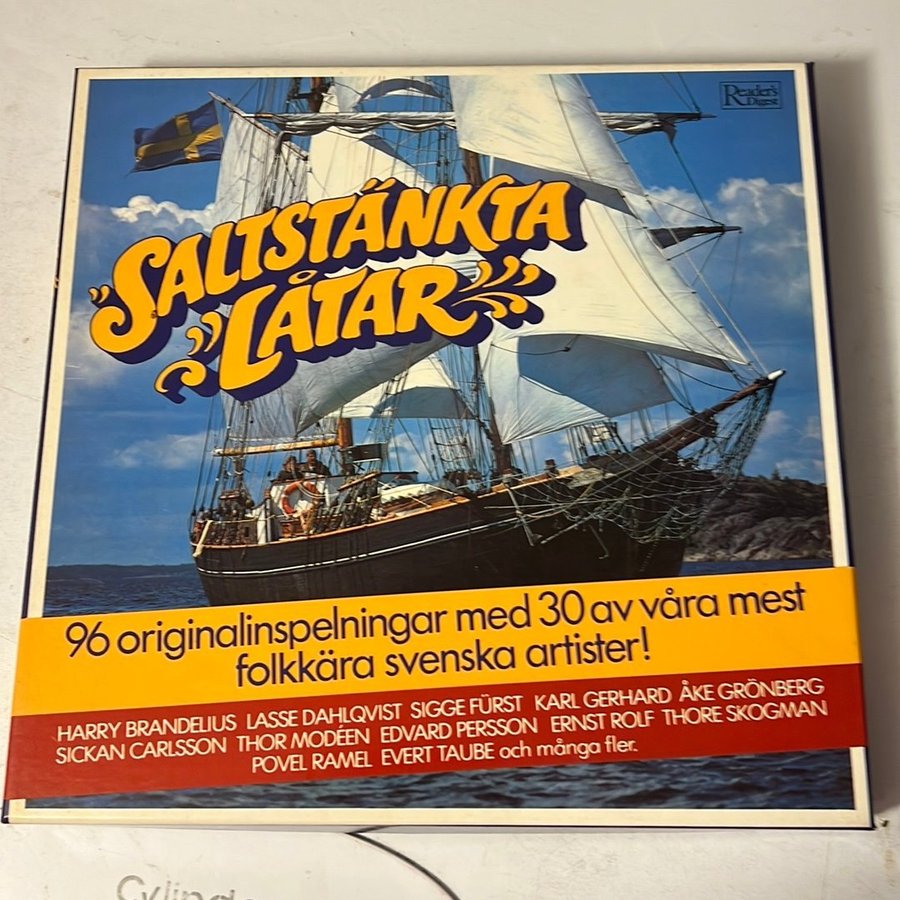 Reader's
Digest
SALTSTÄNKTA
LÅTAR
96 originalinspelningar med 30 av våra mest
folkkära svenska artister!
HARRY BRANDELIUS LASSE DAHLQVIST SIGGE FÜRST KARL GERHARD ÅKE GRÖNBERG
SICKAN CARLSSON THOR MODÉEN EDVARD PERSSON ERNST ROLF THORE SKOGMAN
POVEL RAMEL EVERT TAUBE och många fler.